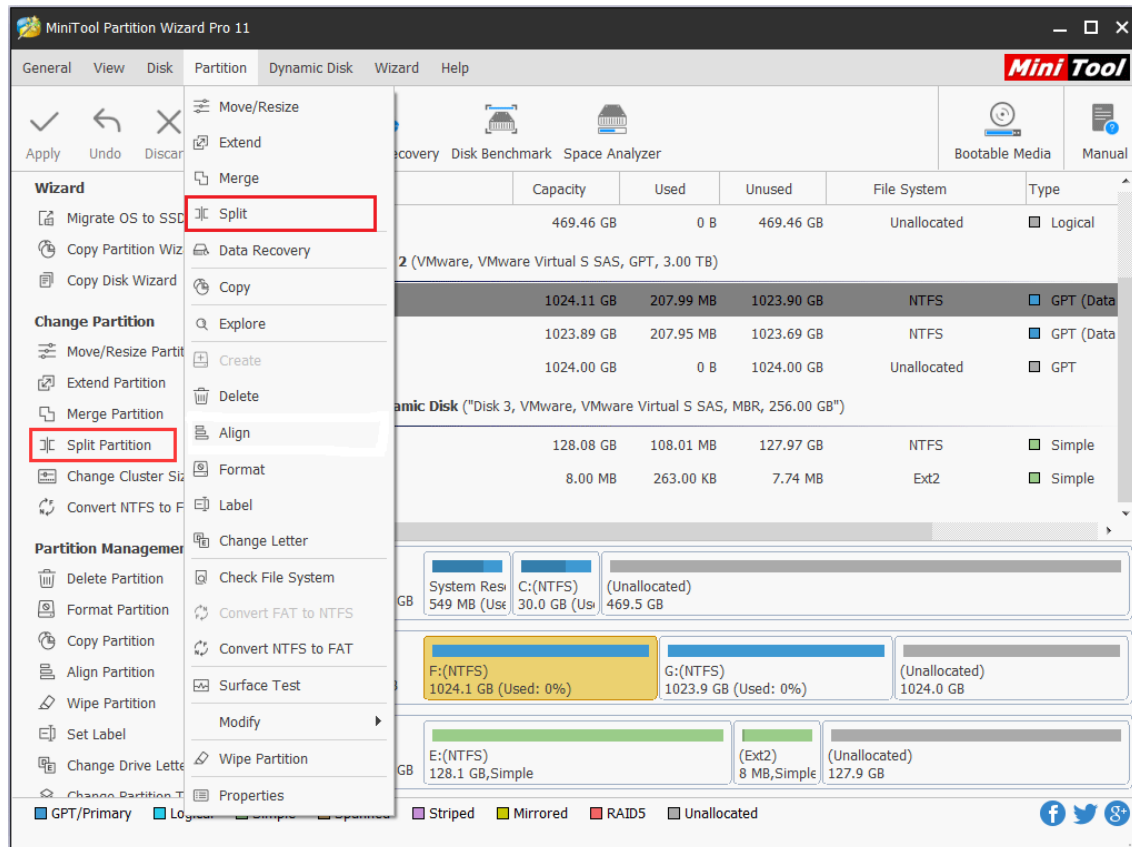 MiniTool Partition Wizard Pro 11
General View Disk Partition Dynamic Disk Wizard Help
Mini Tool
Apply Undo Discar
ecovery Disk Benchmark Space Analyzer
Bootable Media Manual
Move/Resize
Extend
Merge
Split
Data Recovery
Copy
Explore
Create
Delete
Align
Format
Label
Change Letter
Check File System
Convert FAT to NTFS
Convert NTFS to FAT
Surface Test
Modify
Wipe Partition
Properties
Wizard
Migrate OS to SSD
Copy Partition Wiz
Copy Disk Wizard
Change Partition
Move/Resize Partit
Extend Partition
Merge Partition
Split Partition
Change Cluster Siz
Convert NTFS to F
Partition Managemer
Delete Partition
Format Partition
Copy Partition
Align Partition
Wipe Partition
Set Label
Change Drive Lette
Change Partition T
Capacity Used Unused File System Type
469.46 GB 0 B 469.46 GB Unallocated Logical
2 (VMware, VMware Virtual S SAS, GPT, 3.00 TB)
1024.11 GB 207.99 MB 1023.90 GB NTFS GPT (Data
1023.89 GB 207.95 MB 1023.69 GB NTFS GPT (Data
1024.00 GB 0 B 1024.00 GB Unallocated GPT
amic Disk ("Disk 3, VMware, VMware Virtual S SAS, MBR, 256.00 GB")
128.08 GB 108.01 MB 127.97 GB NTFS Simple
8.00 MB 263.00 KB 7.74 MB Ext2 Simple
System Rese C:(NTFS) (Unallocated)
GB 549 MB (Use 30.0 GB (Us 469.5 GB
F:(NTFS) G:(NTFS) (Unallocated)
1024.1 GB (Used: 0%) 1023.9 GB (Used: 0%) 1024.0 GB
E:(NTFS) (Ext2) (Unallocated)
GB 128.1 GB,Simple 8 MB,Simple 127.9 GB
GPT/Primary Striped Mirrored RAID5 Unallocated